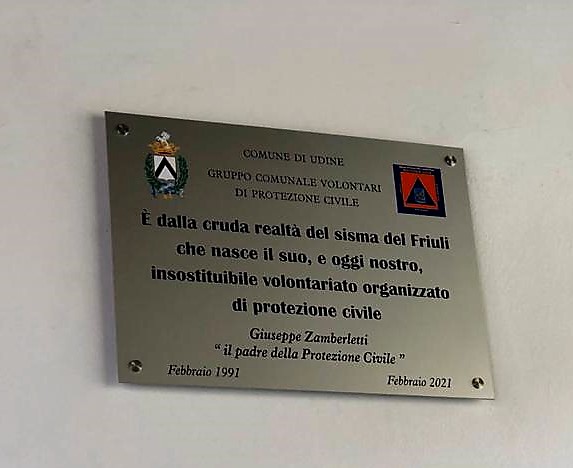 COMUNE DI UDINE
GRUPPO COMUNALE VOLONTARI
DI PROTEZIONE CIVILE
È dalla cruda realtà del sisma del Friuli
che nasce il suo, e oggi nostro,
insostituibile volontariato organizzato
di protezione civile
Giuseppe Zamberletti
“ il padre della Protezione Civile ”
Febbraio 1991
Febbraio 2021